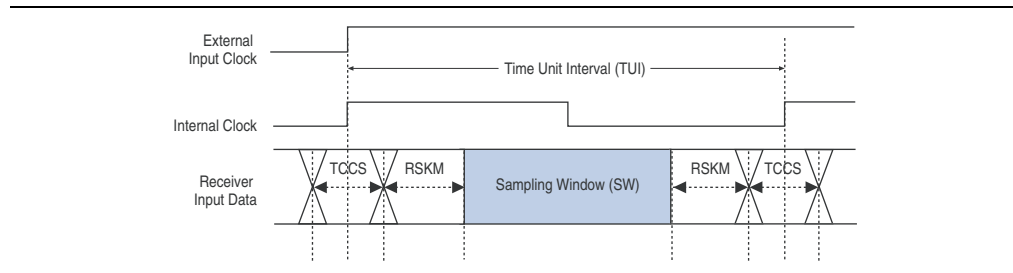 External
Input Clock
Time Unit Interval (TUI)
Internal Clock
Receiver
Input Data
TCCS
RSKM
Sampling Window (SW)
RSKM
TCCS